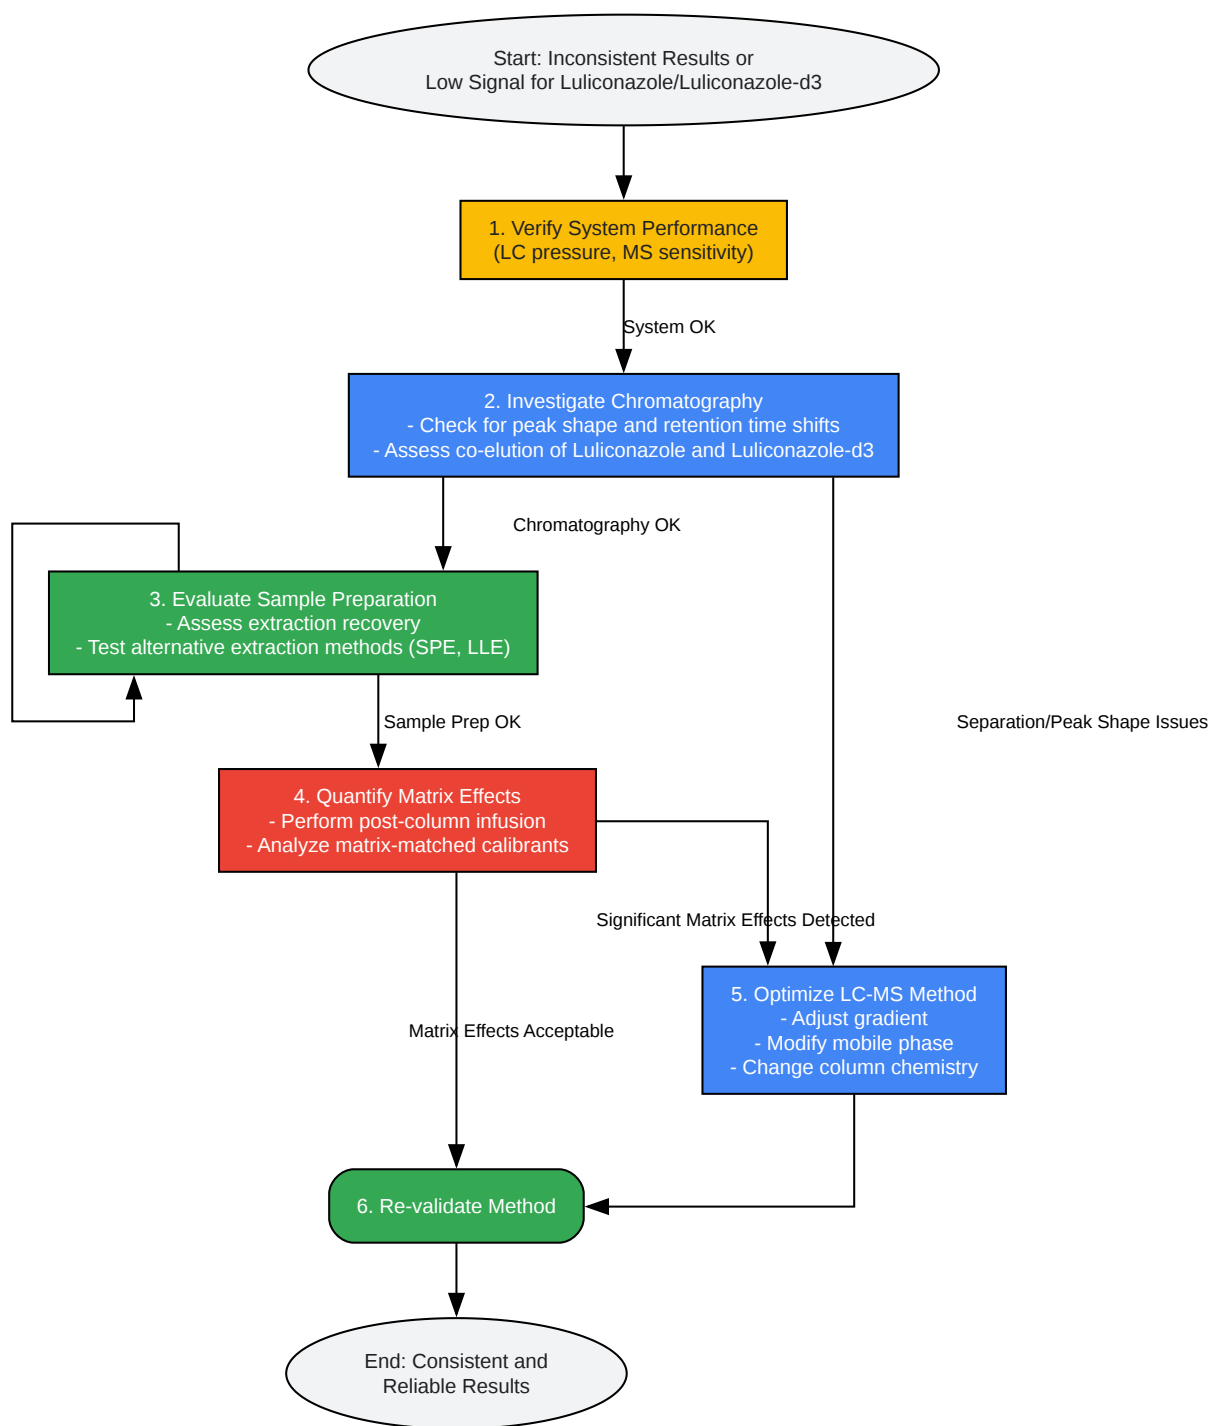 Start: Inconsistent Results or
Low Signal for Luliconazole/Luliconazole-d3
1. Verify System Performance
(LC pressure, MS sensitivity)
System OK
2. Investigate Chromatography
- Check for peak shape and retention time shifts
- Assess co-elution of Luliconazole and Luliconazole-d3
Chromatography OK
3. Evaluate Sample Preparation
- Assess extraction recovery
- Test alternative extraction methods (SPE, LLE)
Sample Prep OK
Separation/Peak Shape Issues
4. Quantify Matrix Effects
- Perform post-column infusion
- Analyze matrix-matched calibrants
Significant Matrix Effects Detected
5. Optimize LC-MS Method
- Adjust gradient
- Modify mobile phase
- Change column chemistry
Matrix Effects Acceptable
6. Re-validate Method
End: Consistent and
Reliable Results